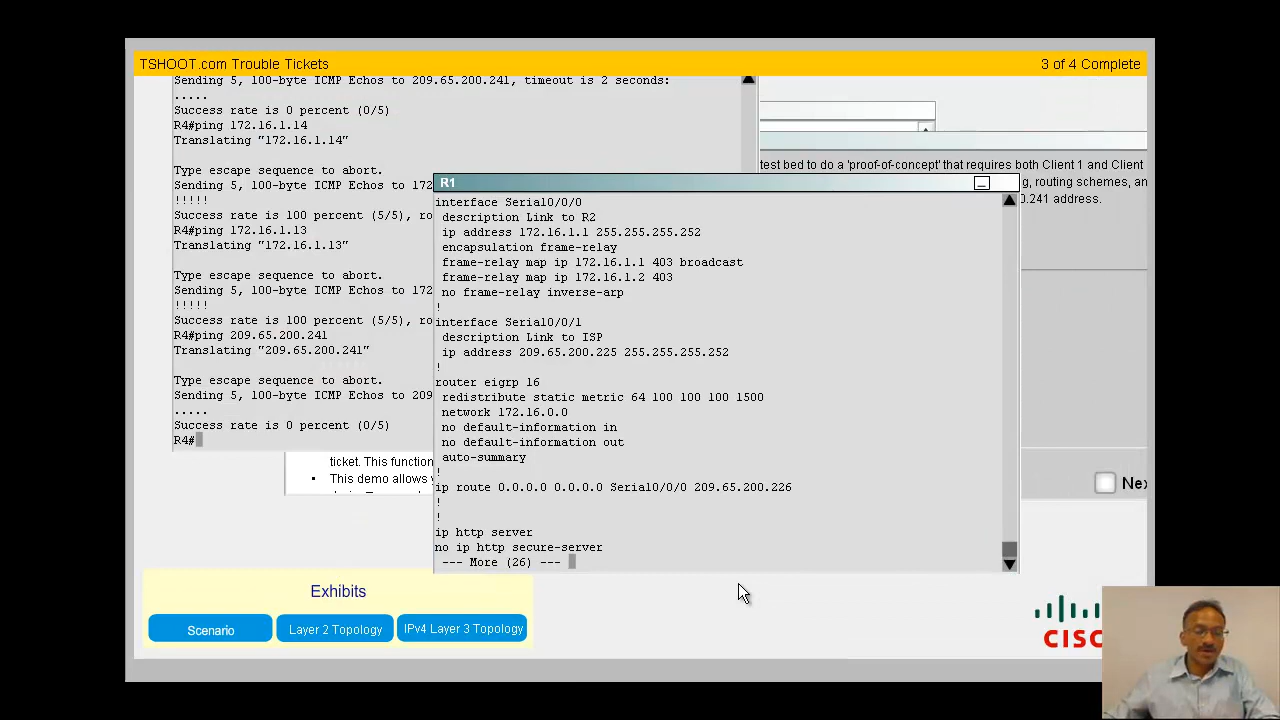 TSHOOT.com Trouble Tickets
3 of 4 Complete
Sending 5, 100-byte ICMP Echos to 209.65.200.241, timeout is 2 seconds:
.....
Success rate is 0 percent (0/5)
R4#ping 172.16.1.14
Translating "172.16.1.14"
Type escape sequence to abort.
Sending 5, 100-byte ICMP Echos to 172
!!!!!
Success rate is 100 percent (5/5), ro
R4#ping 172.16.1.13
Translating "172.16.1.13"
Type escape sequence to abort.
Sending 5, 100-byte ICMP Echos to 172
!!!!!
Success rate is 100 percent (5/5), ro
R4#ping 209.65.200.241
Translating "209.65.200.241"
Type escape sequence to abort.
Sending 5, 100-byte ICMP Echos to 209
.....
Success rate is 0 percent (0/5)
R4#
test bed to do a 'proof-of-concept' that requires both Client 1 and Client
g, routing schemes, an
0.241 address.
R1
interface Serial0/0/0
description Link to R2
ip address 172.16.1.1 255.255.255.252
encapsulation frame-relay
frame-relay map ip 172.16.1.1 403 broadcast
frame-relay map ip 172.16.1.2 403
no frame-relay inverse-arp
!
interface Serial0/0/1
description Link to ISP
ip address 209.65.200.225 255.255.255.252
!
router eigrp 16
redistribute static metric 64 100 100 100 1500
network 172.16.0.0
no default-information in
no default-information out
auto-summary
!
ip route 0.0.0.0 0.0.0.0 Serial0/0/0 209.65.200.226
!
!
ip http server
no ip http secure-server
--- More (26) ---
ticket. This function
This demo allows
Nex
Exhibits
Scenario
Layer 2 Topology
IPv4 Layer 3 Topology
CISC